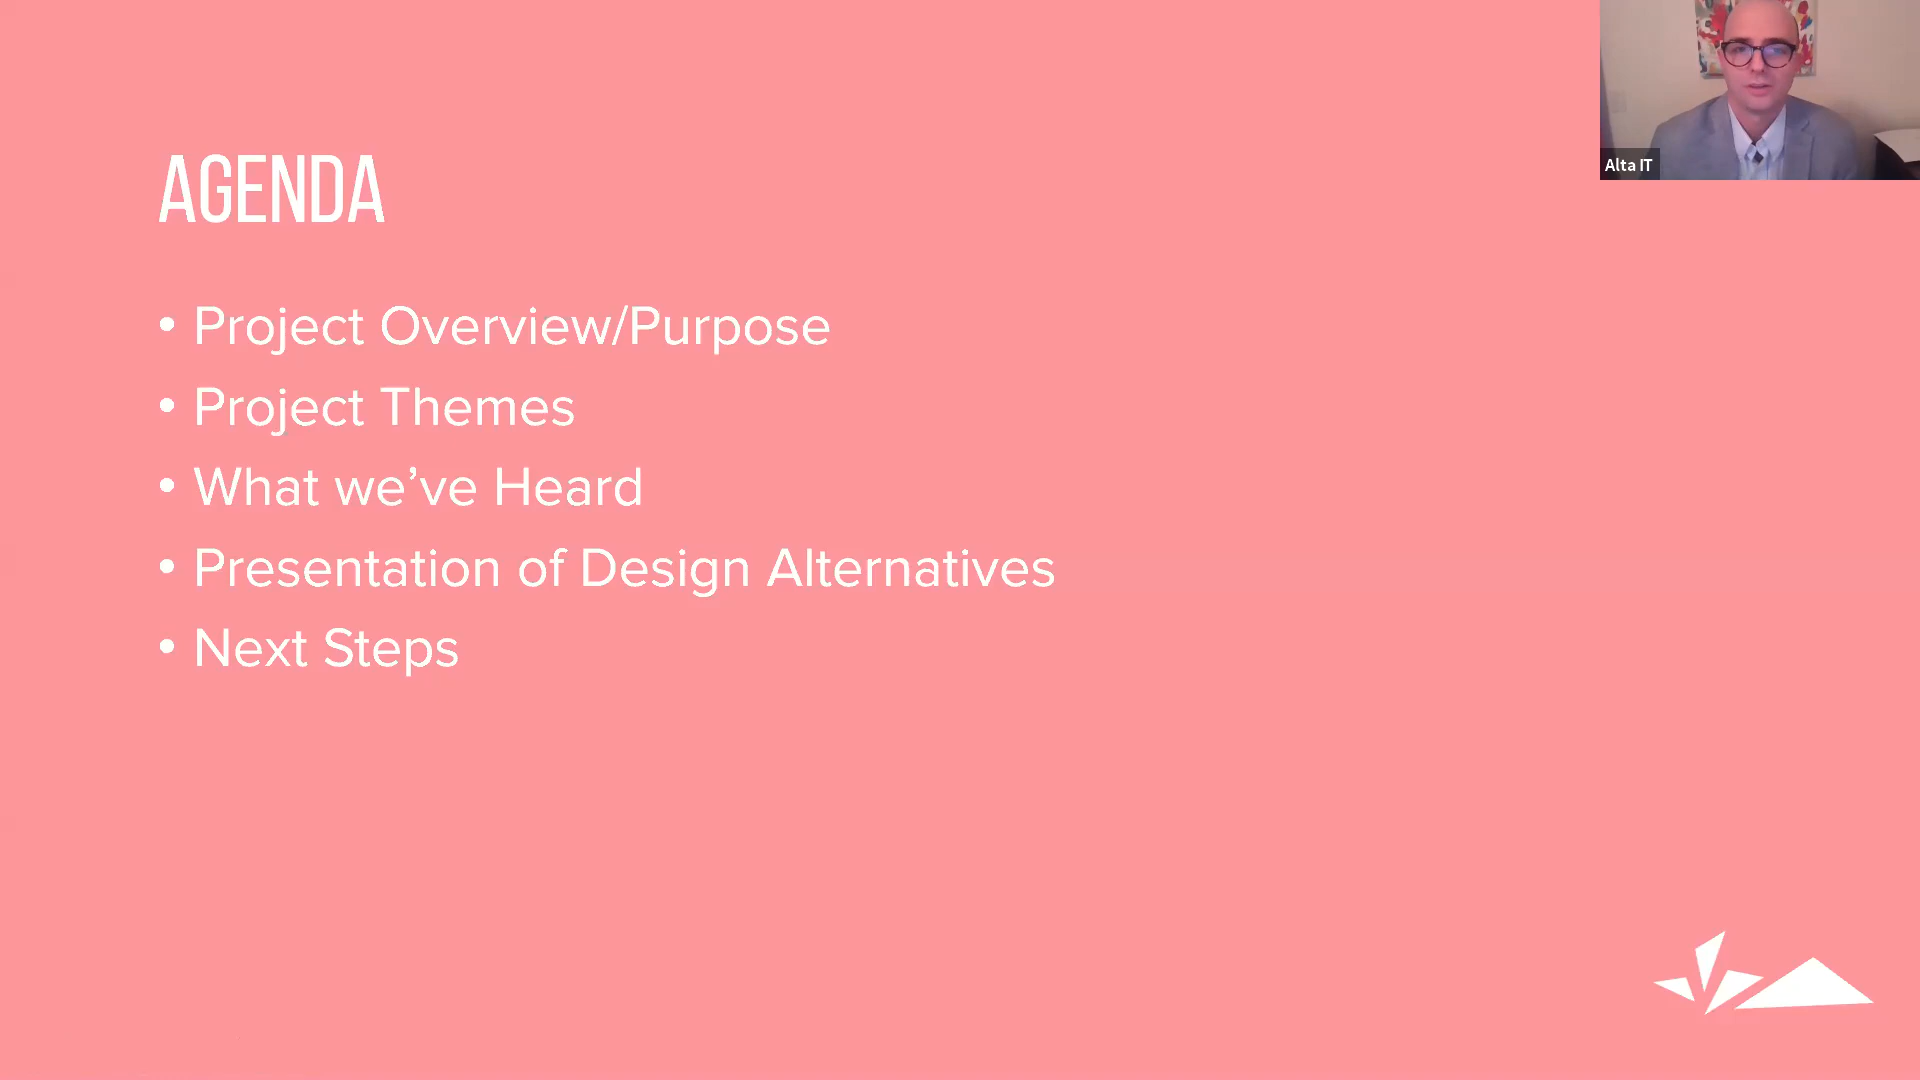 AGENDA
• Project Overview/Purpose
• Project Themes
• What we’ve Heard
• Presentation of Design Alternatives
• Next Steps
Alta IT